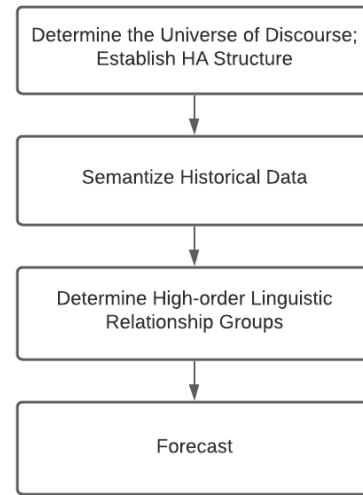 Determine the Universe of Discourse;
Establish HA Structure
Semantize Historical Data
Determine High-order Linguistic
Relationship Groups
Forecast